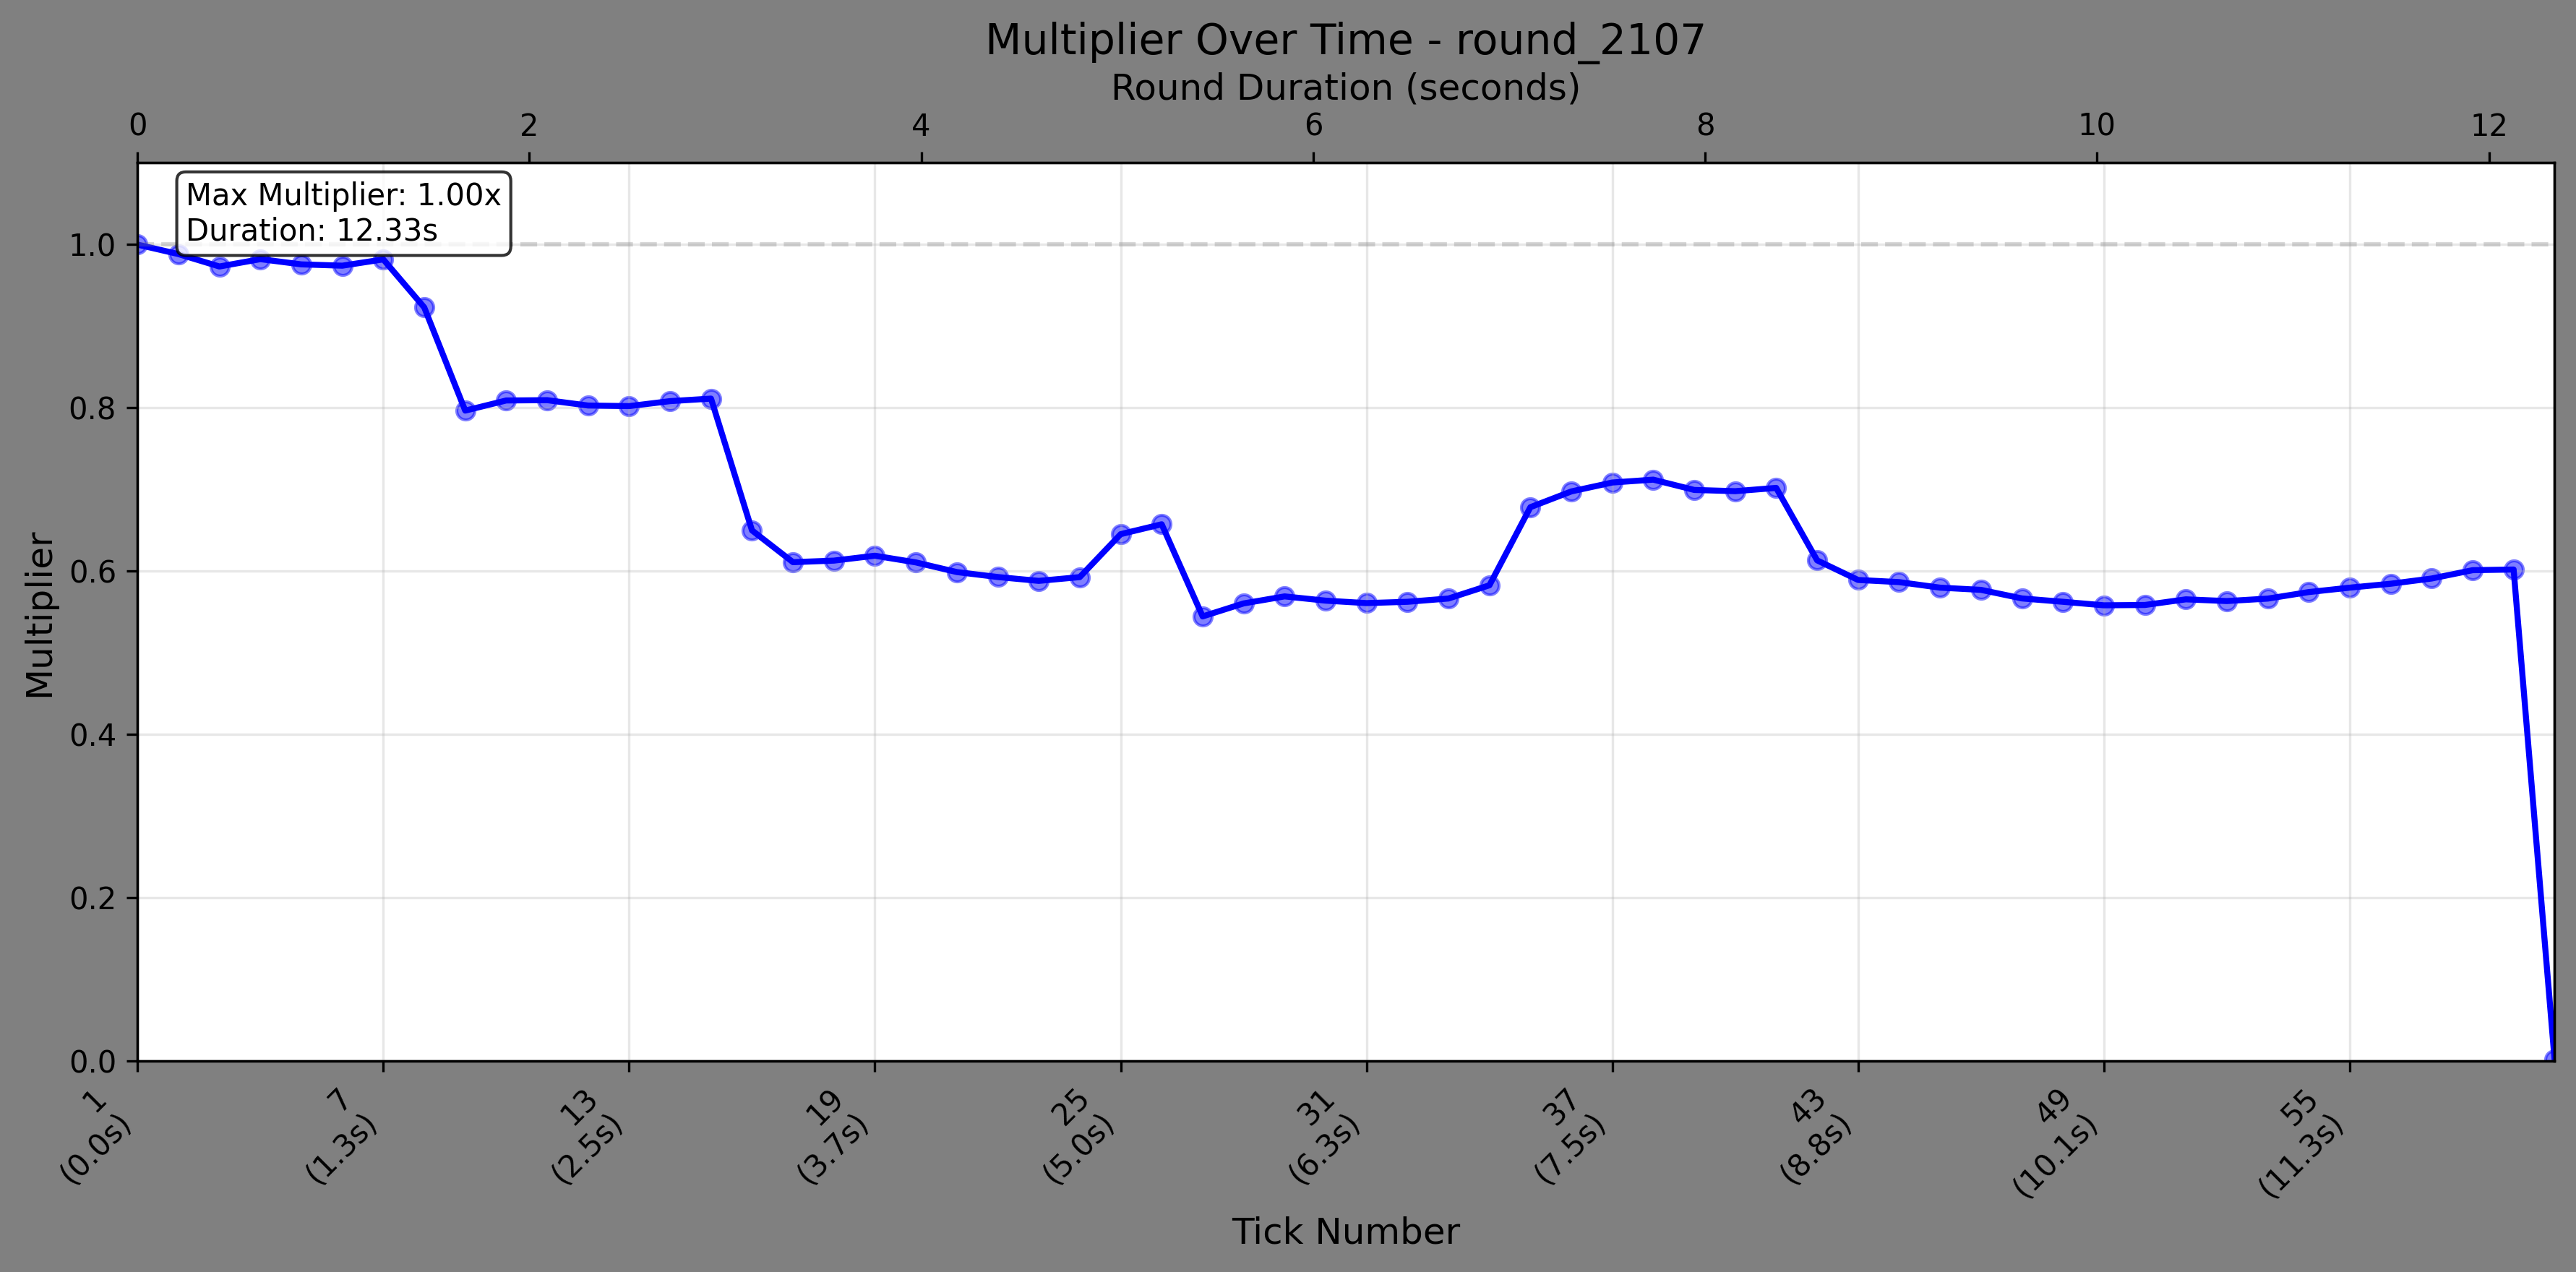 Multiplier Over Time - round_2107
Round Duration (seconds)
0 2 4 6 8 10 12
Max Multiplier: 1.00x
Duration: 12.33s
Multiplier
1.0
0.8
0.6
0.4
0.2
0.0
1 7 13 19 25 31 37 43 49 55
(0.0s) (1.3s) (2.5s) (3.7s) (5.0s) (6.3s) (7.5s) (8.8s) (10.1s) (11.3s)
Tick Number